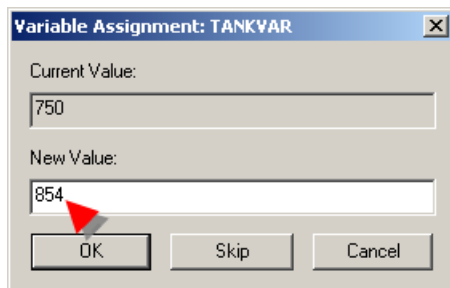 Variable Assignment: TANKVAR
Current Value:
750
New Value:
854
OK Skip Cancel